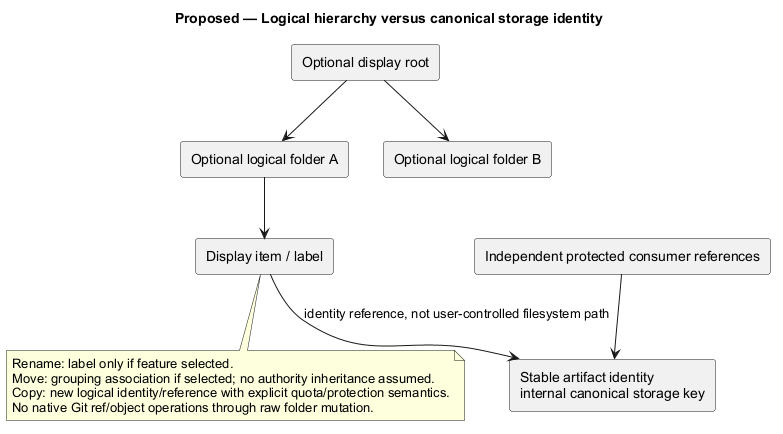 Proposed — Logical hierarchy versus canonical storage identity
Optional display root
Optional logical folder A
Optional logical folder B
Display item / label
Independent protected consumer references
identity reference, not user-controlled filesystem path
Rename: label only if feature selected.
Move: grouping association if selected; no authority inheritance assumed.
Copy: new logical identity/reference with explicit quota/protection semantics.
No native Git ref/object operations through raw folder mutation.
Stable artifact identity
internal canonical storage key